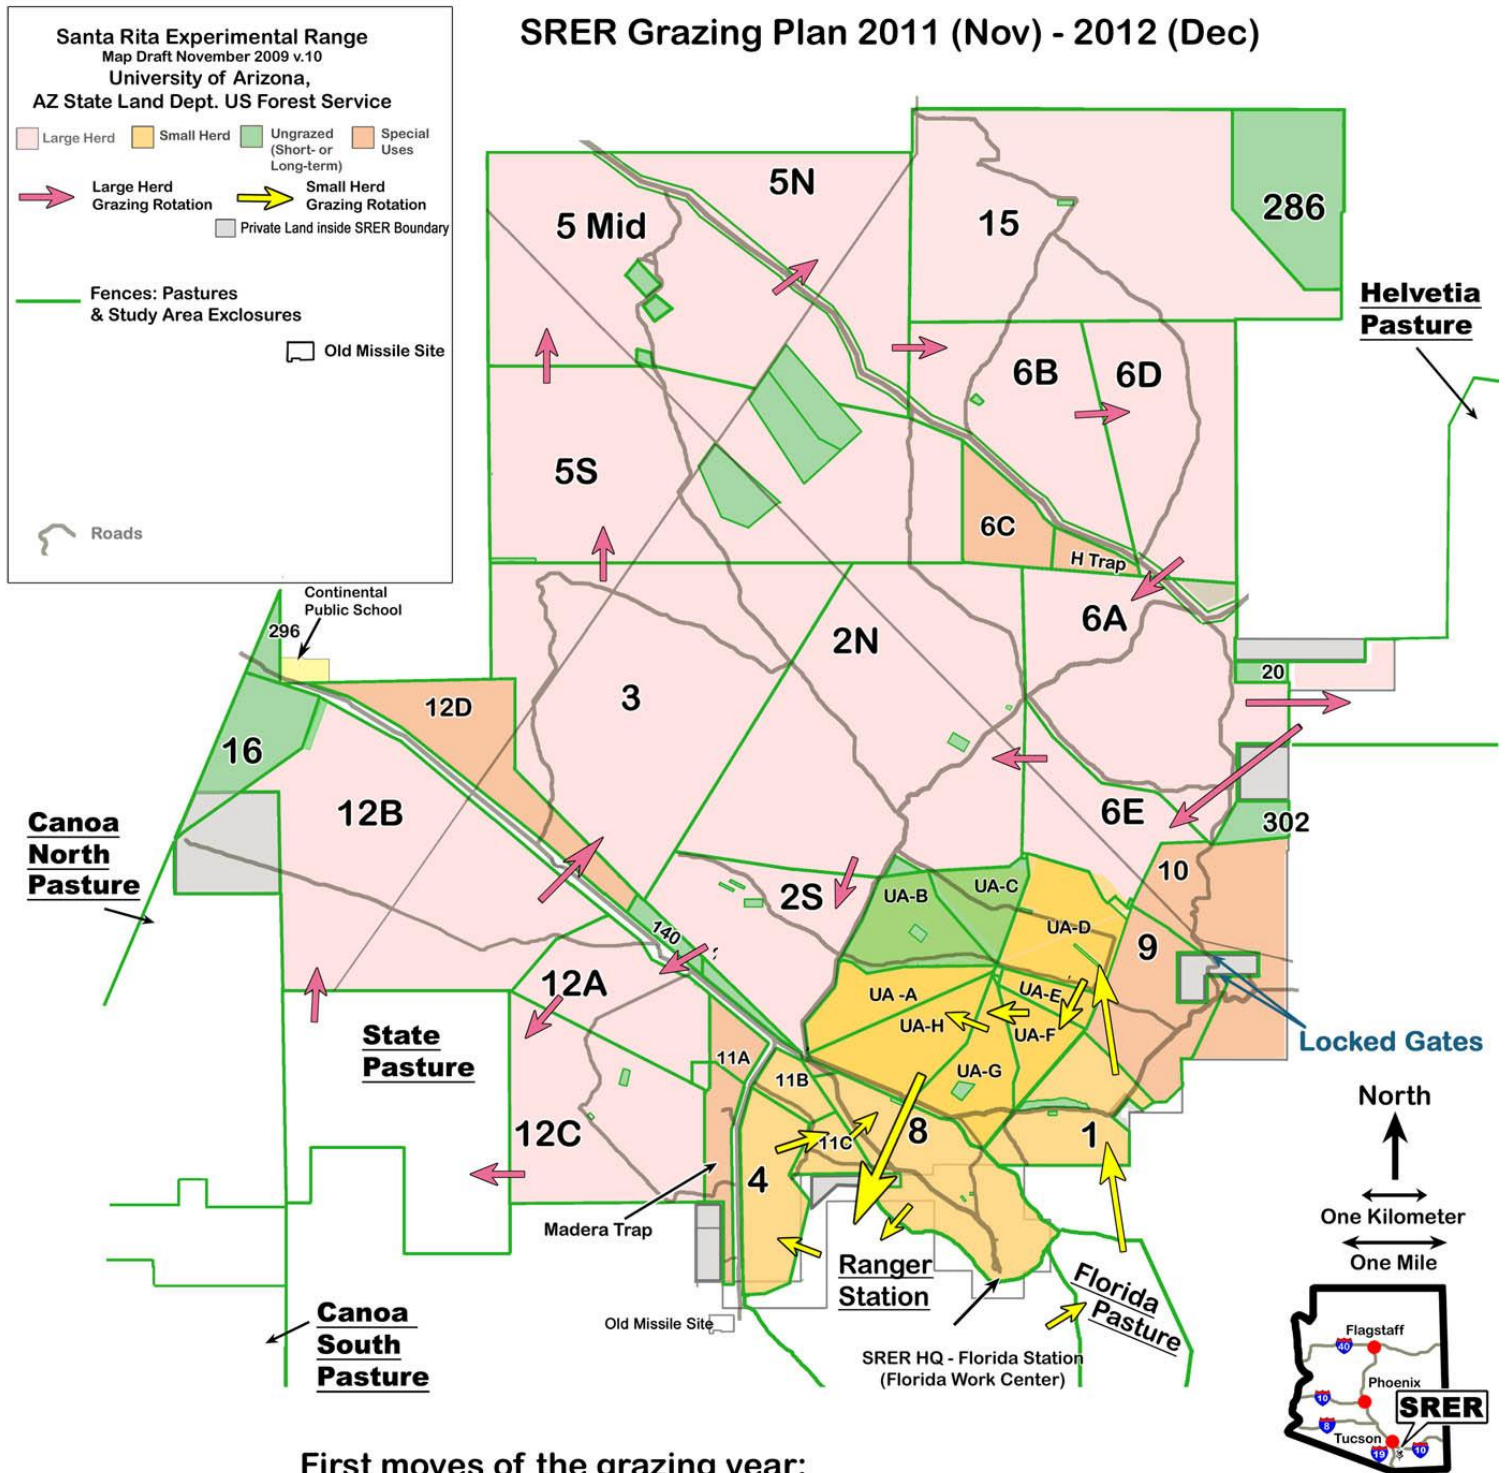 SRER Grazing Plan 2011 (Nov) - 2012 (Dec)
Santa Rita Experimental Range
Map Draft November 2009 v.10
University of Arizona,
AZ State Land Dept. US Forest Service
Large Herd
Small Herd
Ungrazed
(Short- or
Long-term)
Special
Uses
Large Herd
Grazing Rotation
Small Herd
Grazing Rotation
Private Land inside SRER Boundary
Fences: Pastures
& Study Area Exclosures
Old Missile Site
Roads
5N
5 Mid
15
286
Helvetia
Pasture
6B
6D
5S
6C
H Trap
Continental
Public School
296
6A
2N
20
3
12D
16
12B
6E
302
Canoa
North
Pasture
10
2S
UA-B
UA-C
140
UA-D
9
12A
UA -A
UA-E
UA-H
UA-F
State
Pasture
Locked Gates
11A
11B
UA-G
North
12C
11C
8
1
4
Madera Trap
One Kilometer
One Mile
Ranger
Station
Florida
Pasture
Canoa
South
Pasture
Old Missile Site
SRER HQ - Florida Station
(Florida Work Center)
Flagstaff
40
Phoenix
10
SRER
8
Tucson
19
10
First moves of the grazing year: